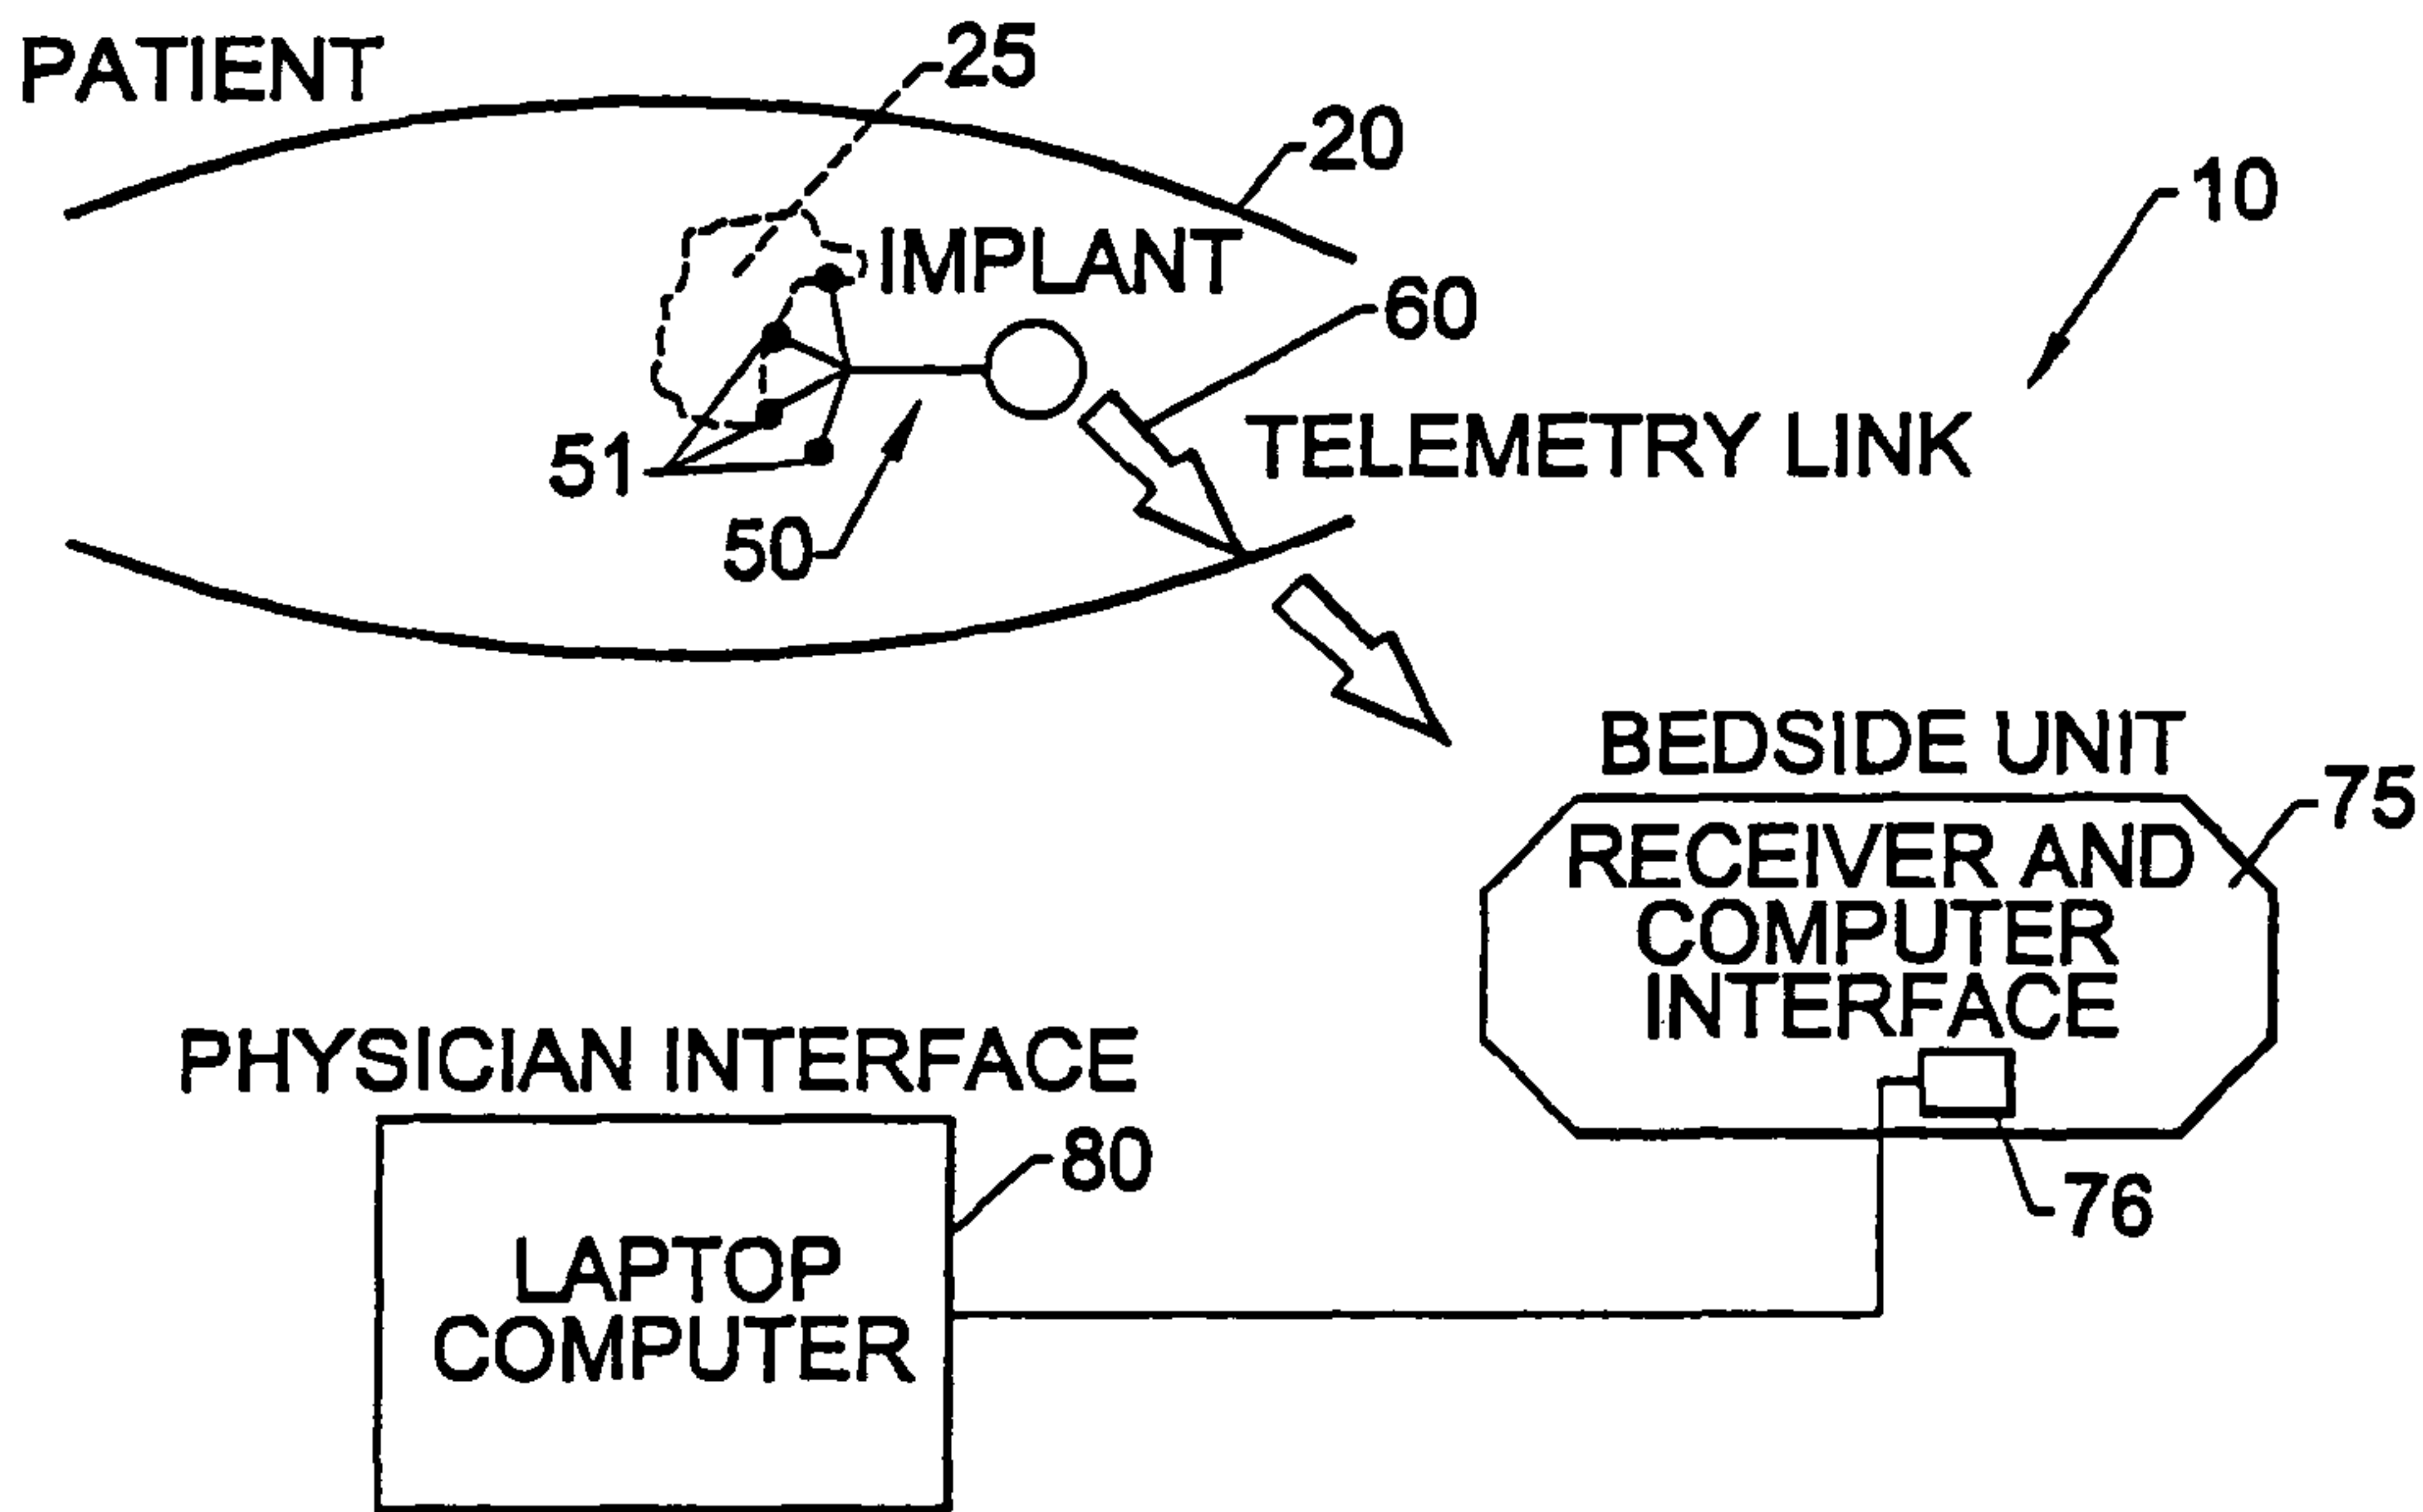 PATIENT
25
20
10
IMPLANT
60
TELEMETRY LINK
51
50
BEDSIDE UNIT
75
RECEIVER AND
COMPUTER
INTERFACE
76
PHYSICIAN INTERFACE
80
LAPTOP
COMPUTER